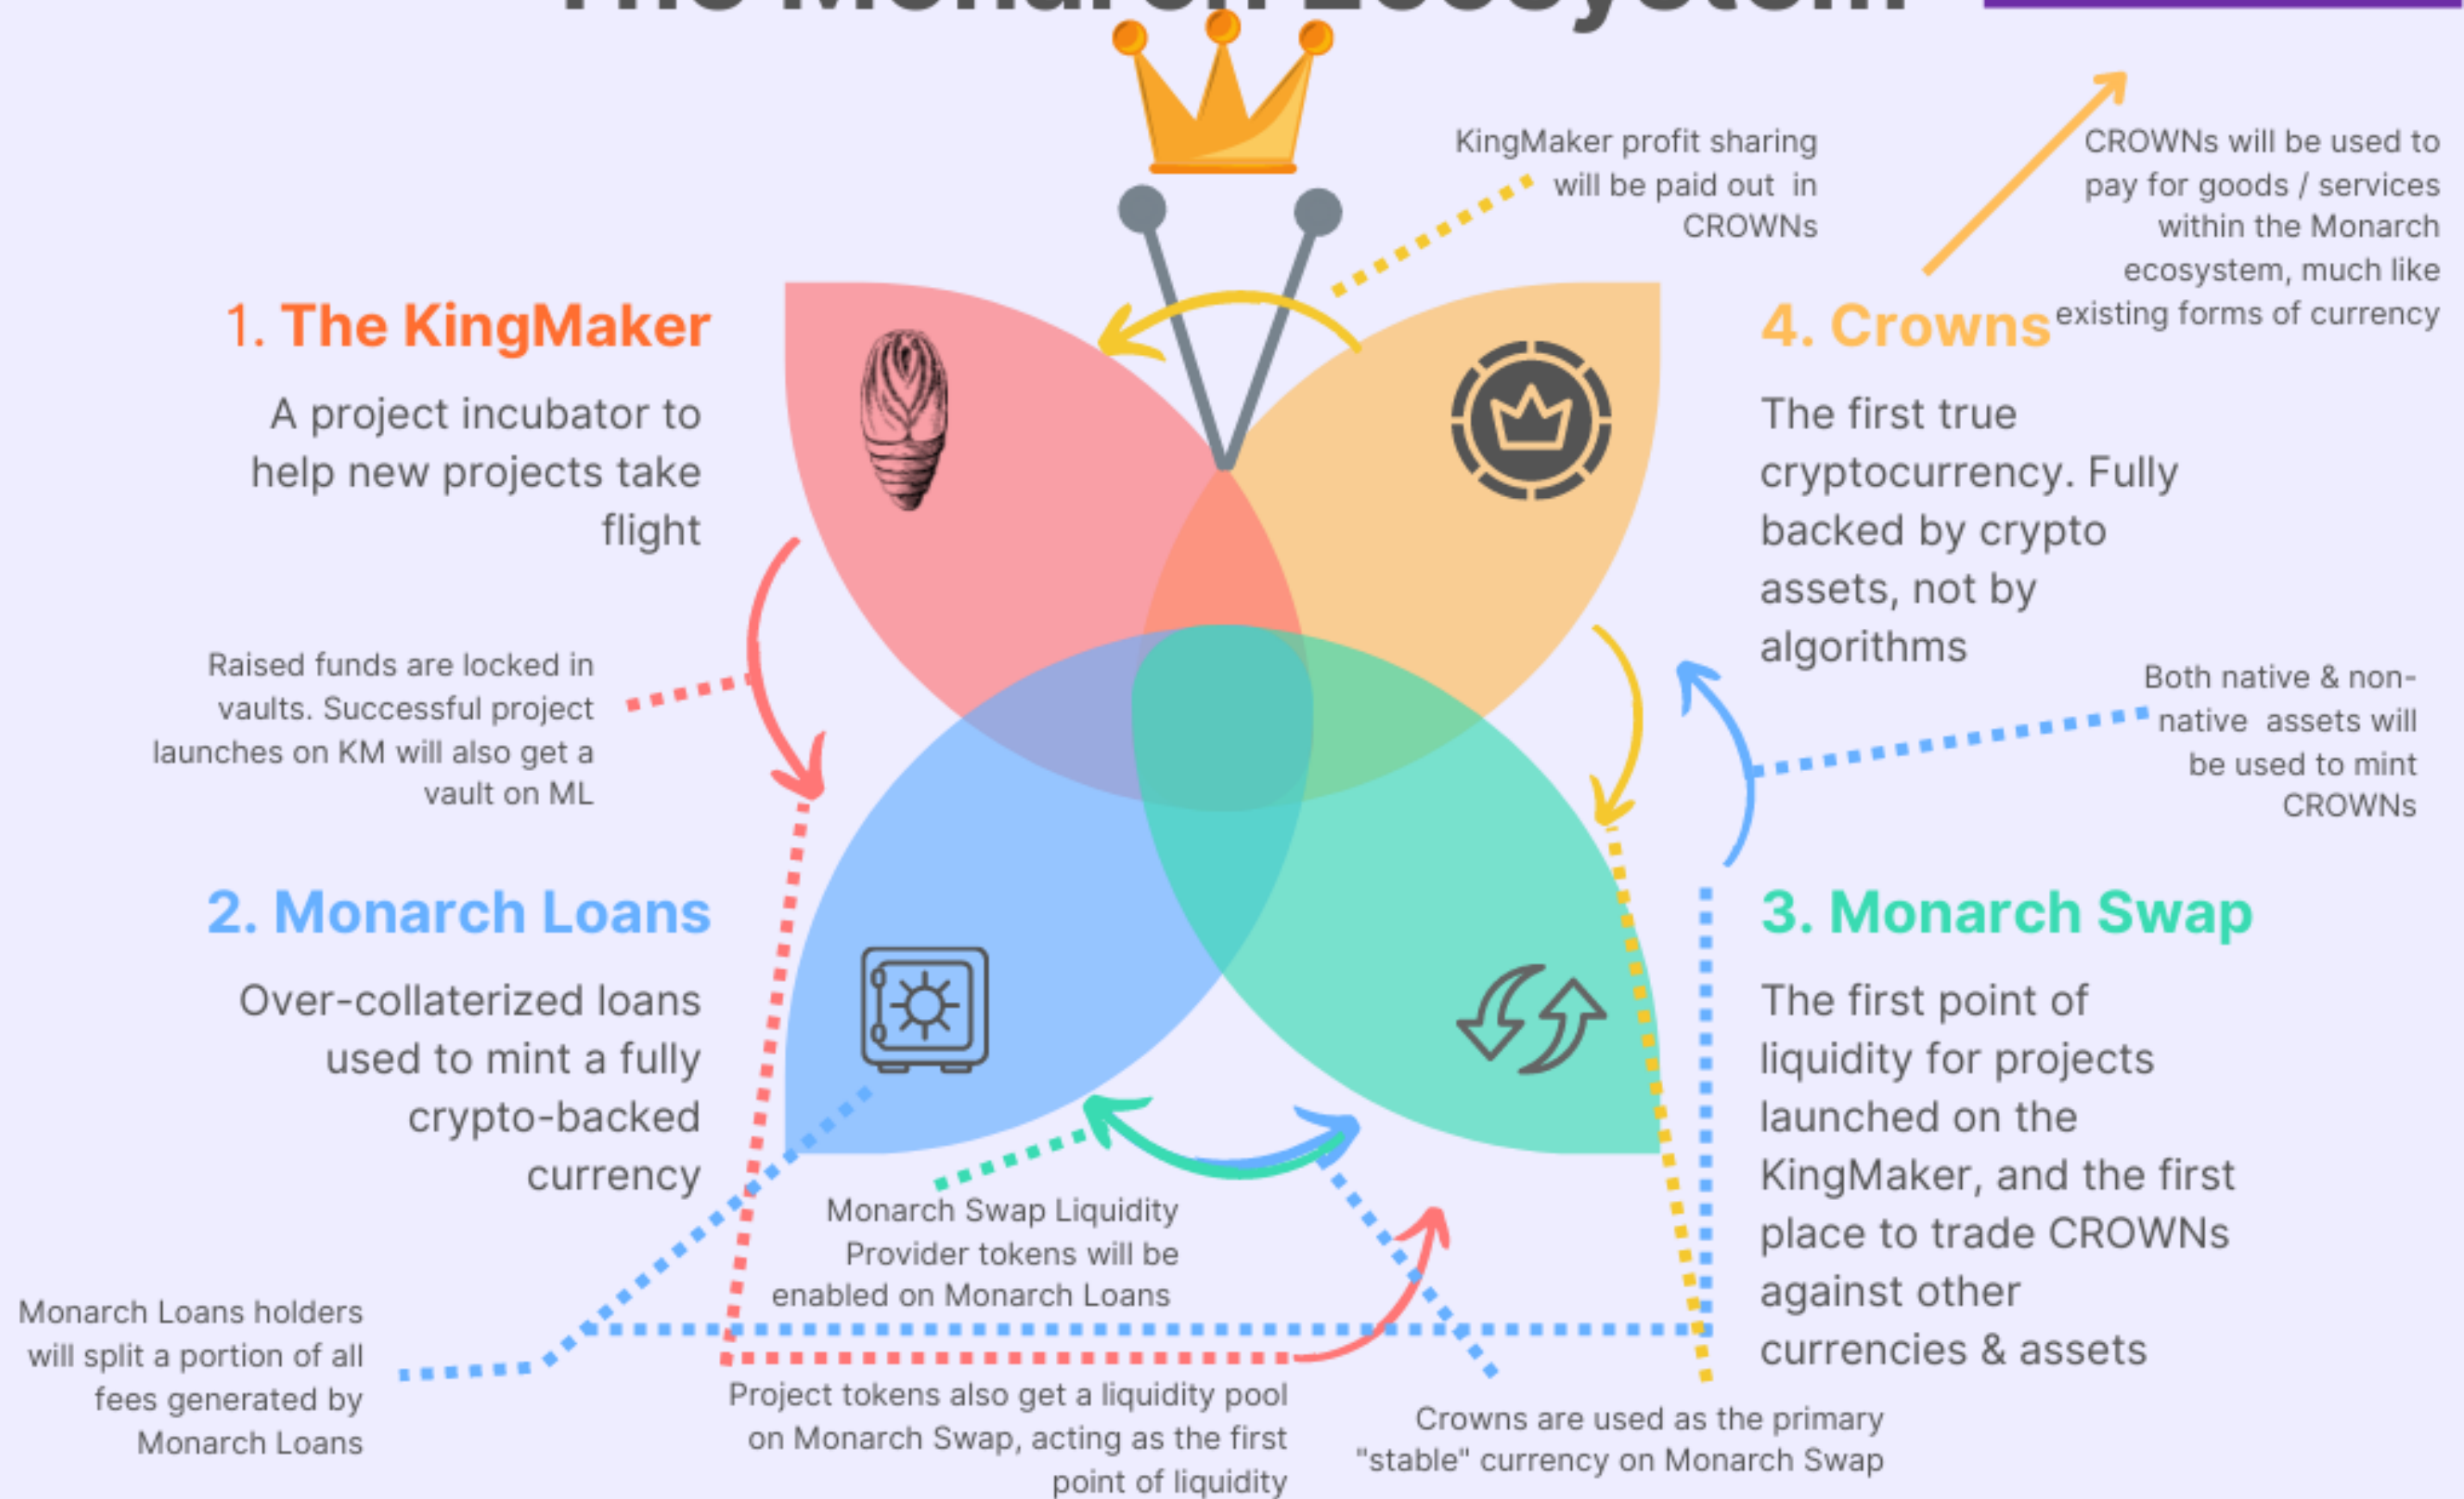 The Monarch Ecosystem
KingMaker profit sharing
will be paid out in
CROWNs
CROWNs will be used to
pay for goods / services
within the Monarch
ecosystem, much like
existing forms of currency
1. The KingMaker
A project incubator to
help new projects take
flight
4. Crowns
The first true
cryptocurrency. Fully
backed by crypto
assets, not by
algorithms
Raised funds are locked in
vaults. Successful project
launches on KM will also get a
vault on ML
Both native & non-
native assets will
be used to mint
CROWNs
2. Monarch Loans
Over-collaterized loans
used to mint a fully
crypto-backed
currency
3. Monarch Swap
The first point of
liquidity for projects
launched on the
KingMaker, and the first
place to trade CROWNs
against other
currencies & assets
Monarch Swap Liquidity
Provider tokens will be
enabled on Monarch Loans
Monarch Loans holders
will split a portion of all
fees generated by
Monarch Loans
Project tokens also get a liquidity pool
on Monarch Swap, acting as the first
point of liquidity
Crowns are used as the primary
"stable" currency on Monarch Swap